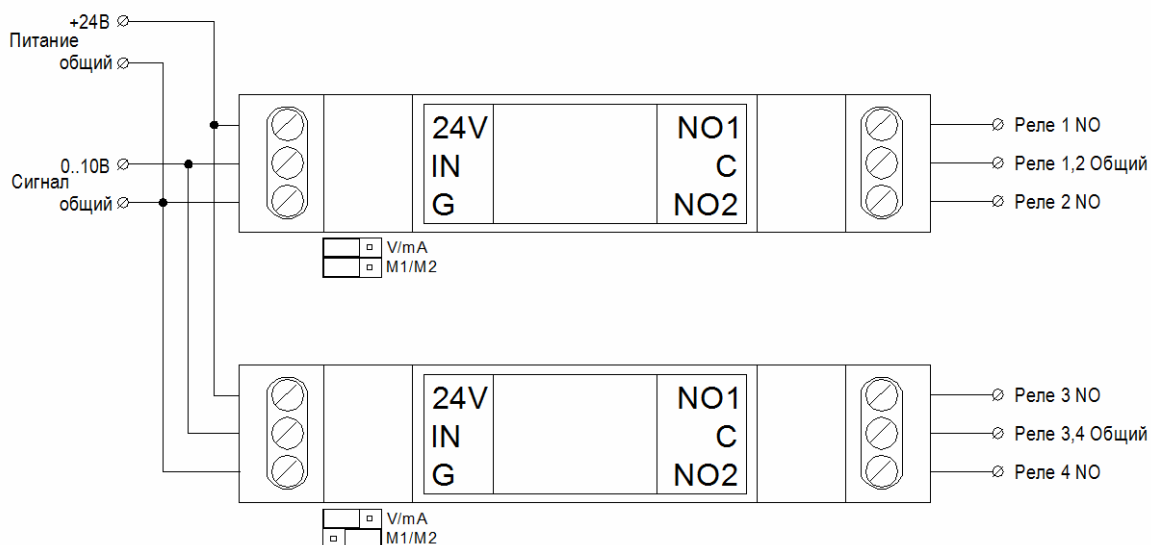 +24В
Питание
общий
0..10В
Сигнал
общий
24V
IN
G
NO1
C
NO2
Реле 1 NO
Реле 1,2 Общий
Реле 2 NO
V/mA
M1/M2
24V
IN
G
NO1
C
NO2
Реле 3 NO
Реле 3,4 Общий
Реле 4 NO
V/mA
M1/M2